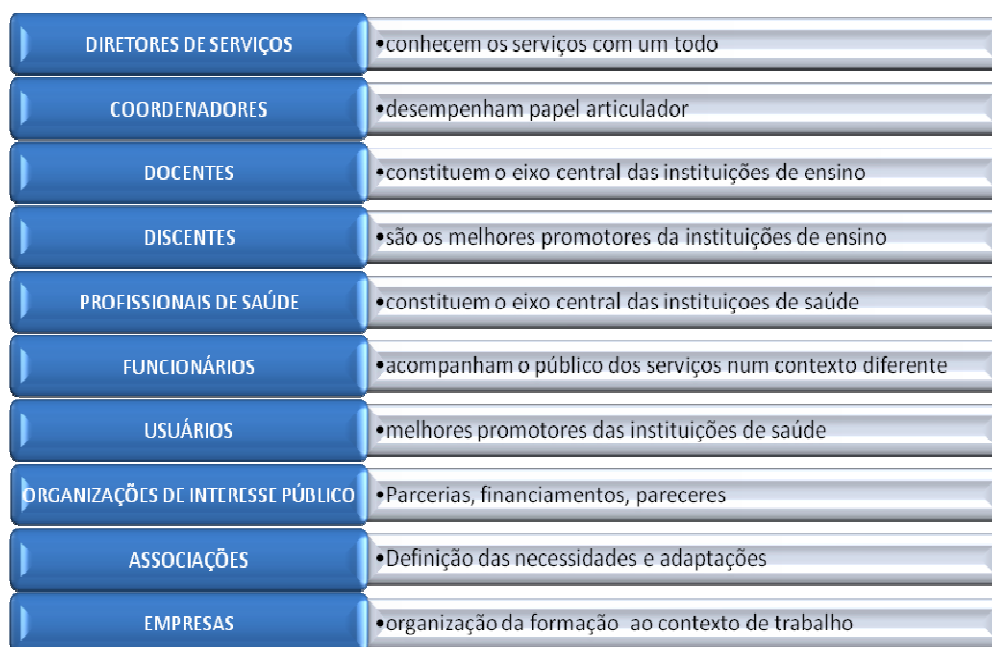 DIRETORES DE SERVIÇOS
•conhecem os serviços com um todo
COORDENADORES
•desempenham papel articulador
DOCENTES
•constituem o eixo central das instituições de ensino
DISCENTES
•são os melhores promotores da instituições de ensino
PROFISSIONAIS DE SAÚDE
•constituem o eixo central das instituiçoes de saúde
FUNCIONÁRIOS
•acompanham o público dos serviços num contexto diferente
USUÁRIOS
•melhores promotores das instituições de saúde
ORGANIZAÇÕES DE INTERESSE PÚBLICO
•Parcerias, financiamentos, pareceres
ASSOCIAÇÕES
•Definição das necessidades e adaptações
EMPRESAS
•organização da formação ao contexto de trabalho